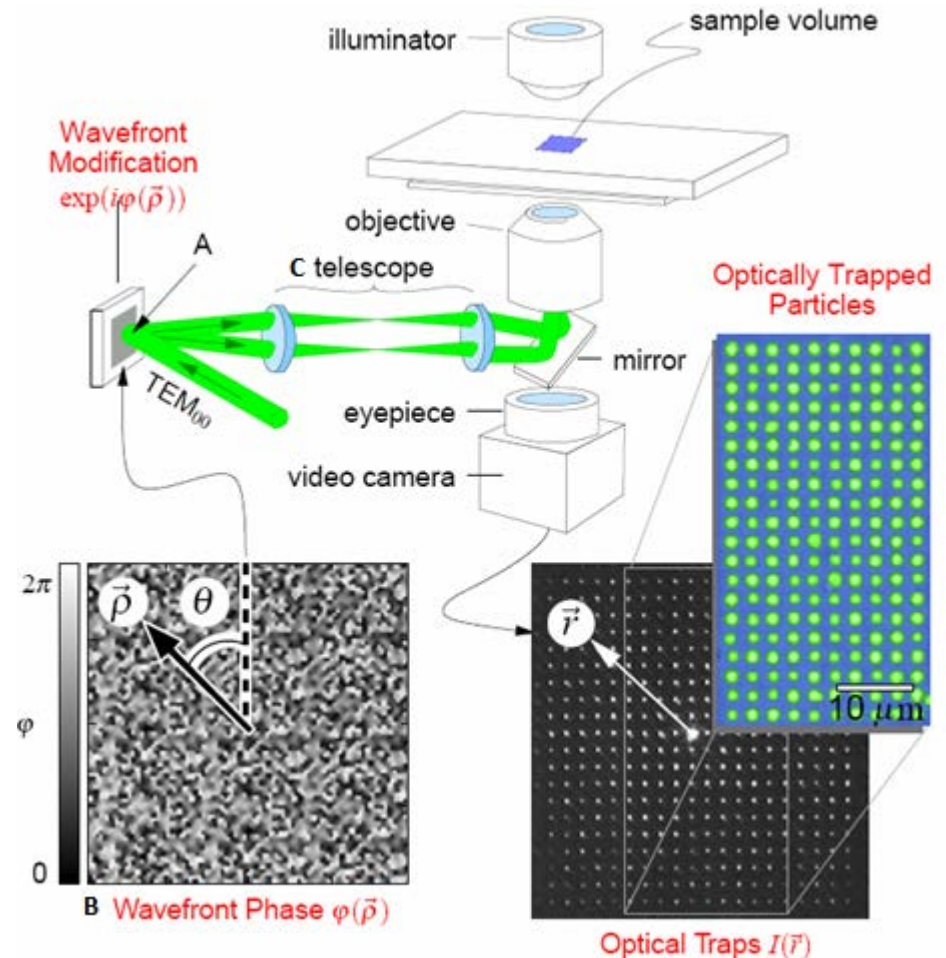 illuminator
sample volume
Wavefront
Modification
exp(iφ(ρ⃗))
A
objective
C telescope
Optically Trapped
Particles
mirror
TEM₀₀
eyepiece
video camera
2π
ρ⃗
θ
r⃗
10 μm
φ
0
B Wavefront Phase φ(ρ⃗)
Optical Traps I(r⃗)